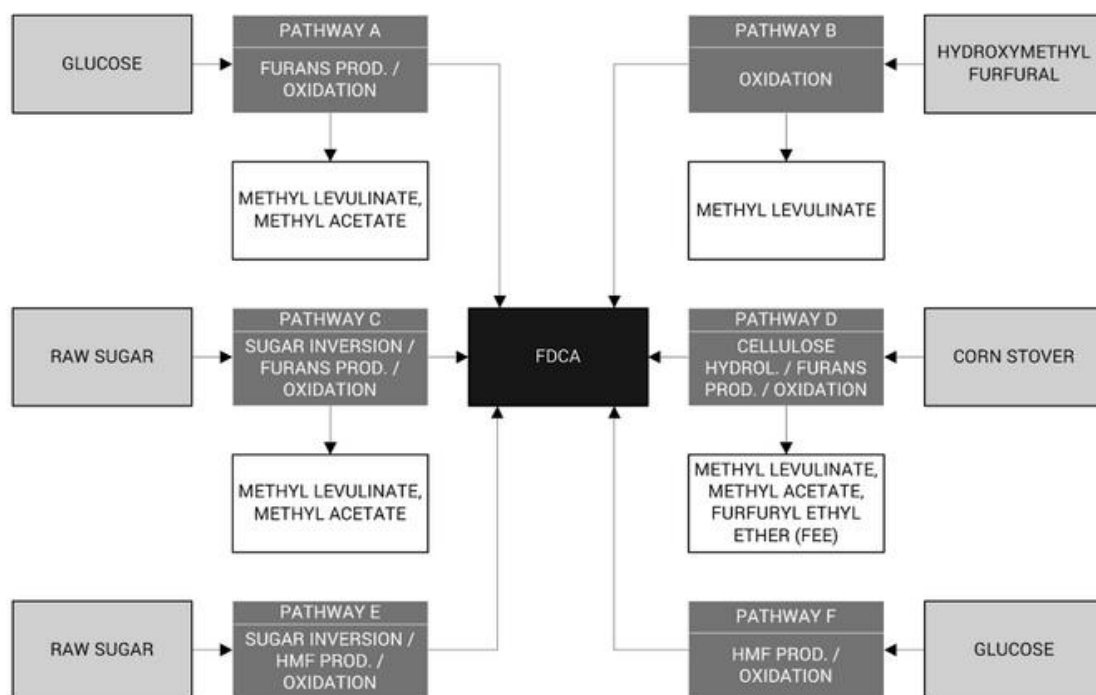 GLUCOSE
PATHWAY A
FURANS PROD. /
OXIDATION
METHYL LEVULINATE,
METHYL ACETATE
PATHWAY B
OXIDATION
HYDROXYMETHYL
FURFURAL
METHYL LEVULINATE
RAW SUGAR
PATHWAY C
SUGAR INVERSION /
FURANS PROD. /
OXIDATION
METHYL LEVULINATE,
METHYL ACETATE
FDCA
PATHWAY D
CELLULOSE
HYDROL. / FURANS
PROD. / OXIDATION
CORN STOVER
METHYL LEVULINATE,
METHYL ACETATE,
FURFURYL ETHYL
ETHER (FEE)
RAW SUGAR
PATHWAY E
SUGAR INVERSION /
HMF PROD. /
OXIDATION
PATHWAY F
HMF PROD. /
OXIDATION
GLUCOSE